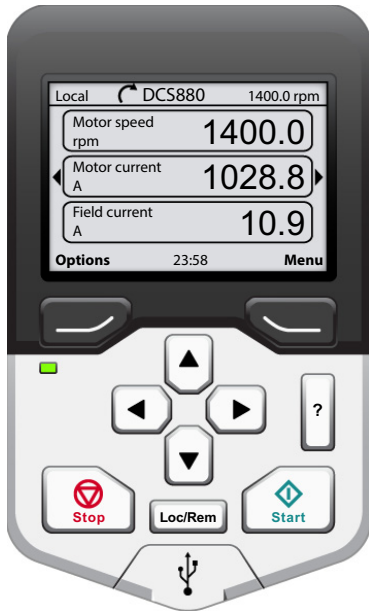 Local DCS880 1400.0 rpm
Motor speed
rpm
1400.0
Motor current
A
1028.8
Field current
A
10.9
Options 23:58 Menu
?
Stop Loc/Rem Start